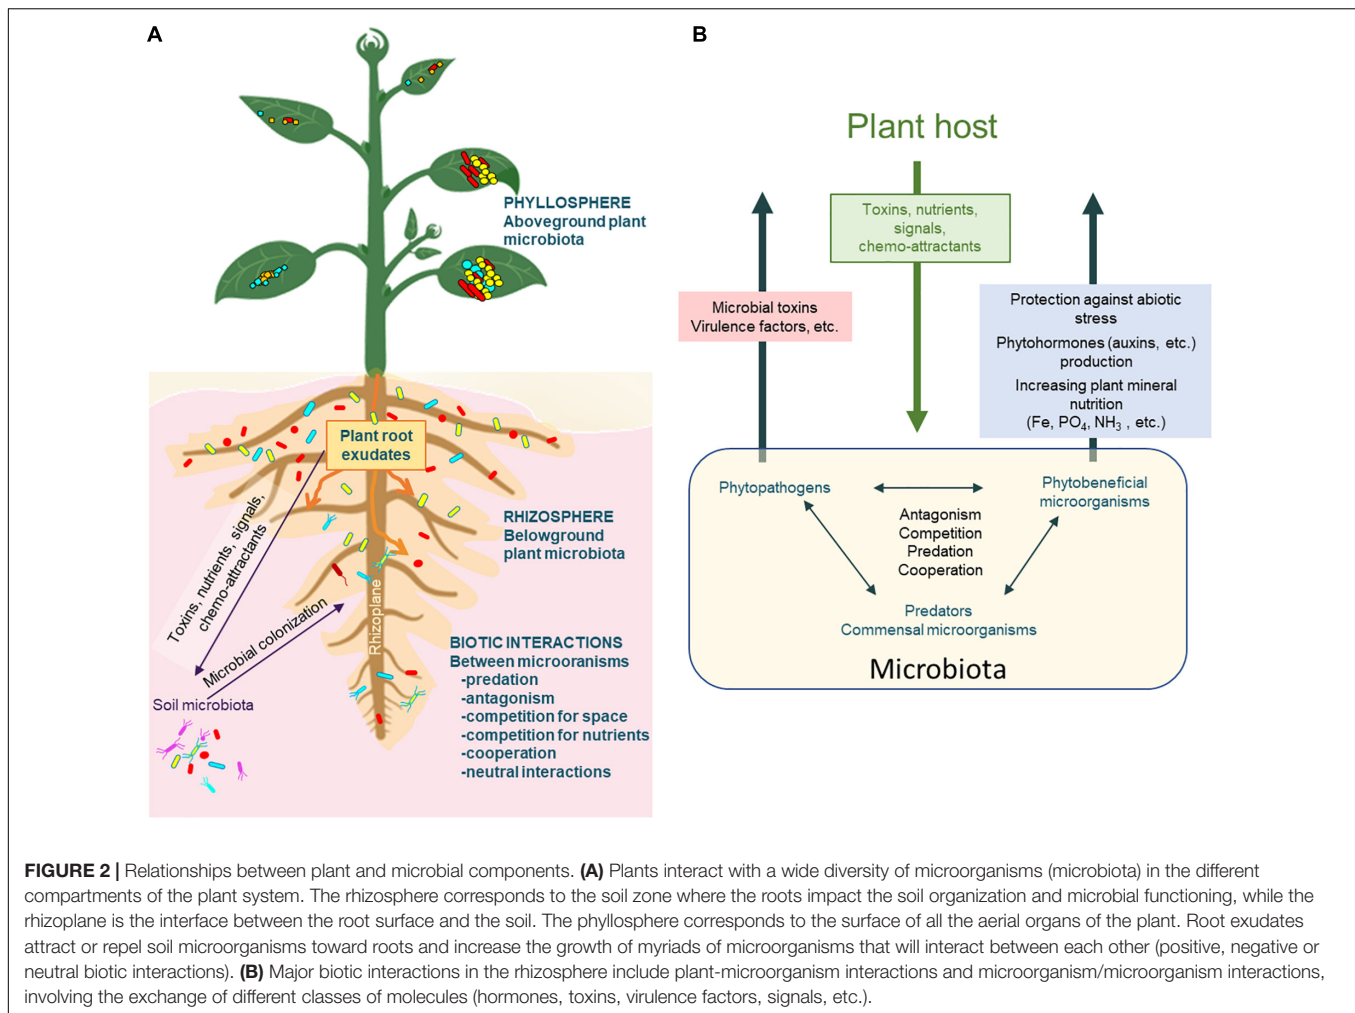 A
PHYLLOSPHERE
Aboveground plant
microbiota
Plant root
exudates
Toxins, nutrients, signals,
chemo-attractants
RHIZOSPHERE
Belowground
plant microbiota
Rhizoplane
Microbial colonization
Soil microbiota
BIOTIC INTERACTIONS
Between microoranisms
-predation
-antagonism
-competition for space
-competition for nutrients
-cooperation
-neutral interactions
B
Plant host
Toxins, nutrients,
signals,
chemo-attractants
Microbial toxins
Virulence factors, etc.
Protection against abiotic
stress
Phytohormones (auxins, etc.)
production
Increasing plant mineral
nutrition
(Fe, PO4, NH3 , etc.)
Phytopathogens
Phytobeneficial
microorganisms
Antagonism
Competition
Predation
Cooperation
Predators
Commensal microorganisms
Microbiota
FIGURE 2 | Relationships between plant and microbial components. (A) Plants interact with a wide diversity of microorganisms (microbiota) in the different
compartments of the plant system. The rhizosphere corresponds to the soil zone where the roots impact the soil organization and microbial functioning, while the
rhizoplane is the interface between the root surface and the soil. The phyllosphere corresponds to the surface of all the aerial organs of the plant. Root exudates
attract or repel soil microorganisms toward roots and increase the growth of myriads of microorganisms that will interact between each other (positive, negative or
neutral biotic interactions). (B) Major biotic interactions in the rhizosphere include plant-microorganism interactions and microorganism/microorganism interactions,
involving the exchange of different classes of molecules (hormones, toxins, virulence factors, signals, etc.).